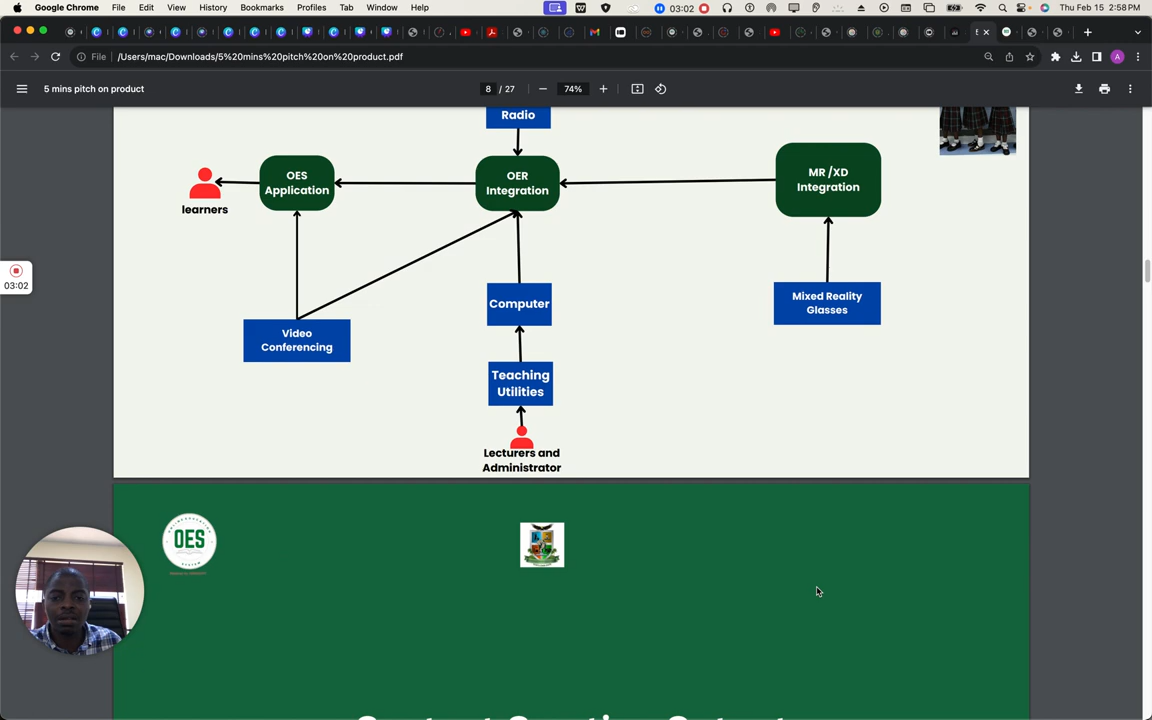 Google Chrome File Edit View History Bookmarks Profiles Tab Window Help 03:02 Thu Feb 15 2:58 PM
File /Users/mac/Downloads/5%20mins%20pitch%20on%20product.pdf A
5 mins pitch on product 8 / 27 74%
Radio
OES
Application
OER
Integration
MR /XD
Integration
learners
03:02
Computer
Mixed Reality
Glasses
Video
Conferencing
Teaching
Utilities
Lecturers and
Administrator
OES